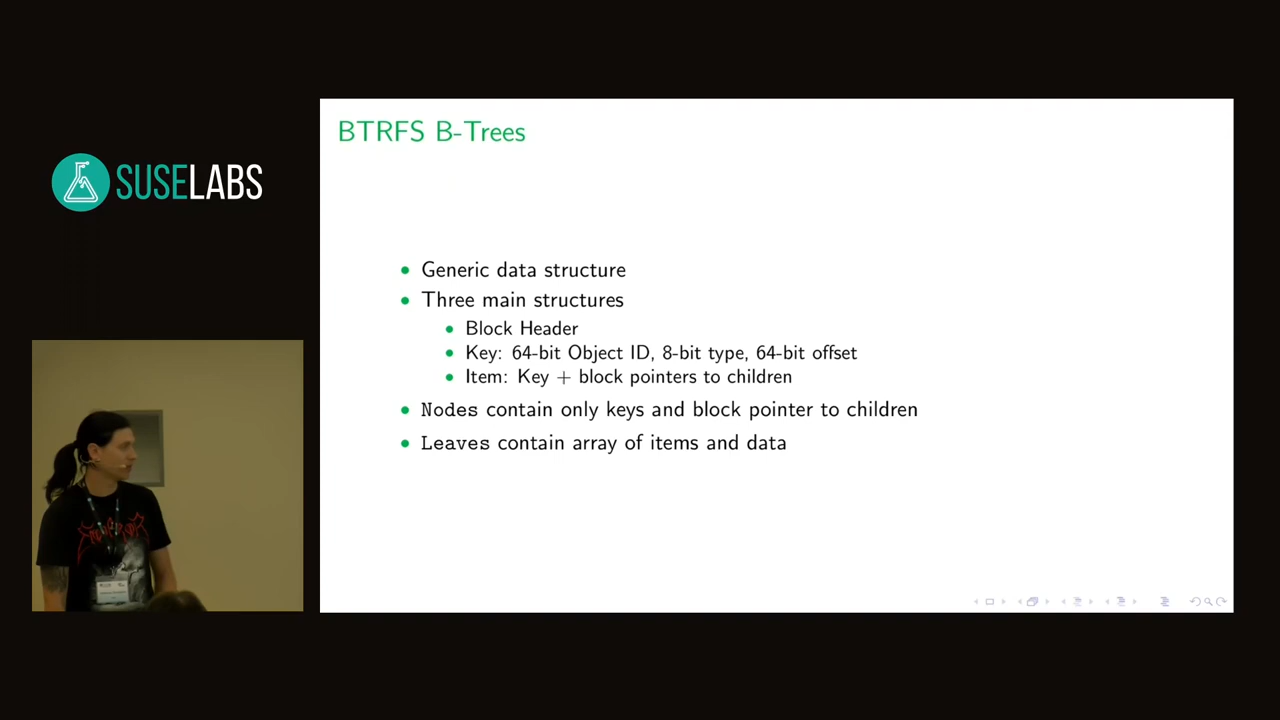 SUSELABS
BTRFS B-Trees
Generic data structure
Three main structures
Block Header
Key: 64-bit Object ID, 8-bit type, 64-bit offset
Item: Key + block pointers to children
Nodes contain only keys and block pointer to children
Leaves contain array of items and data